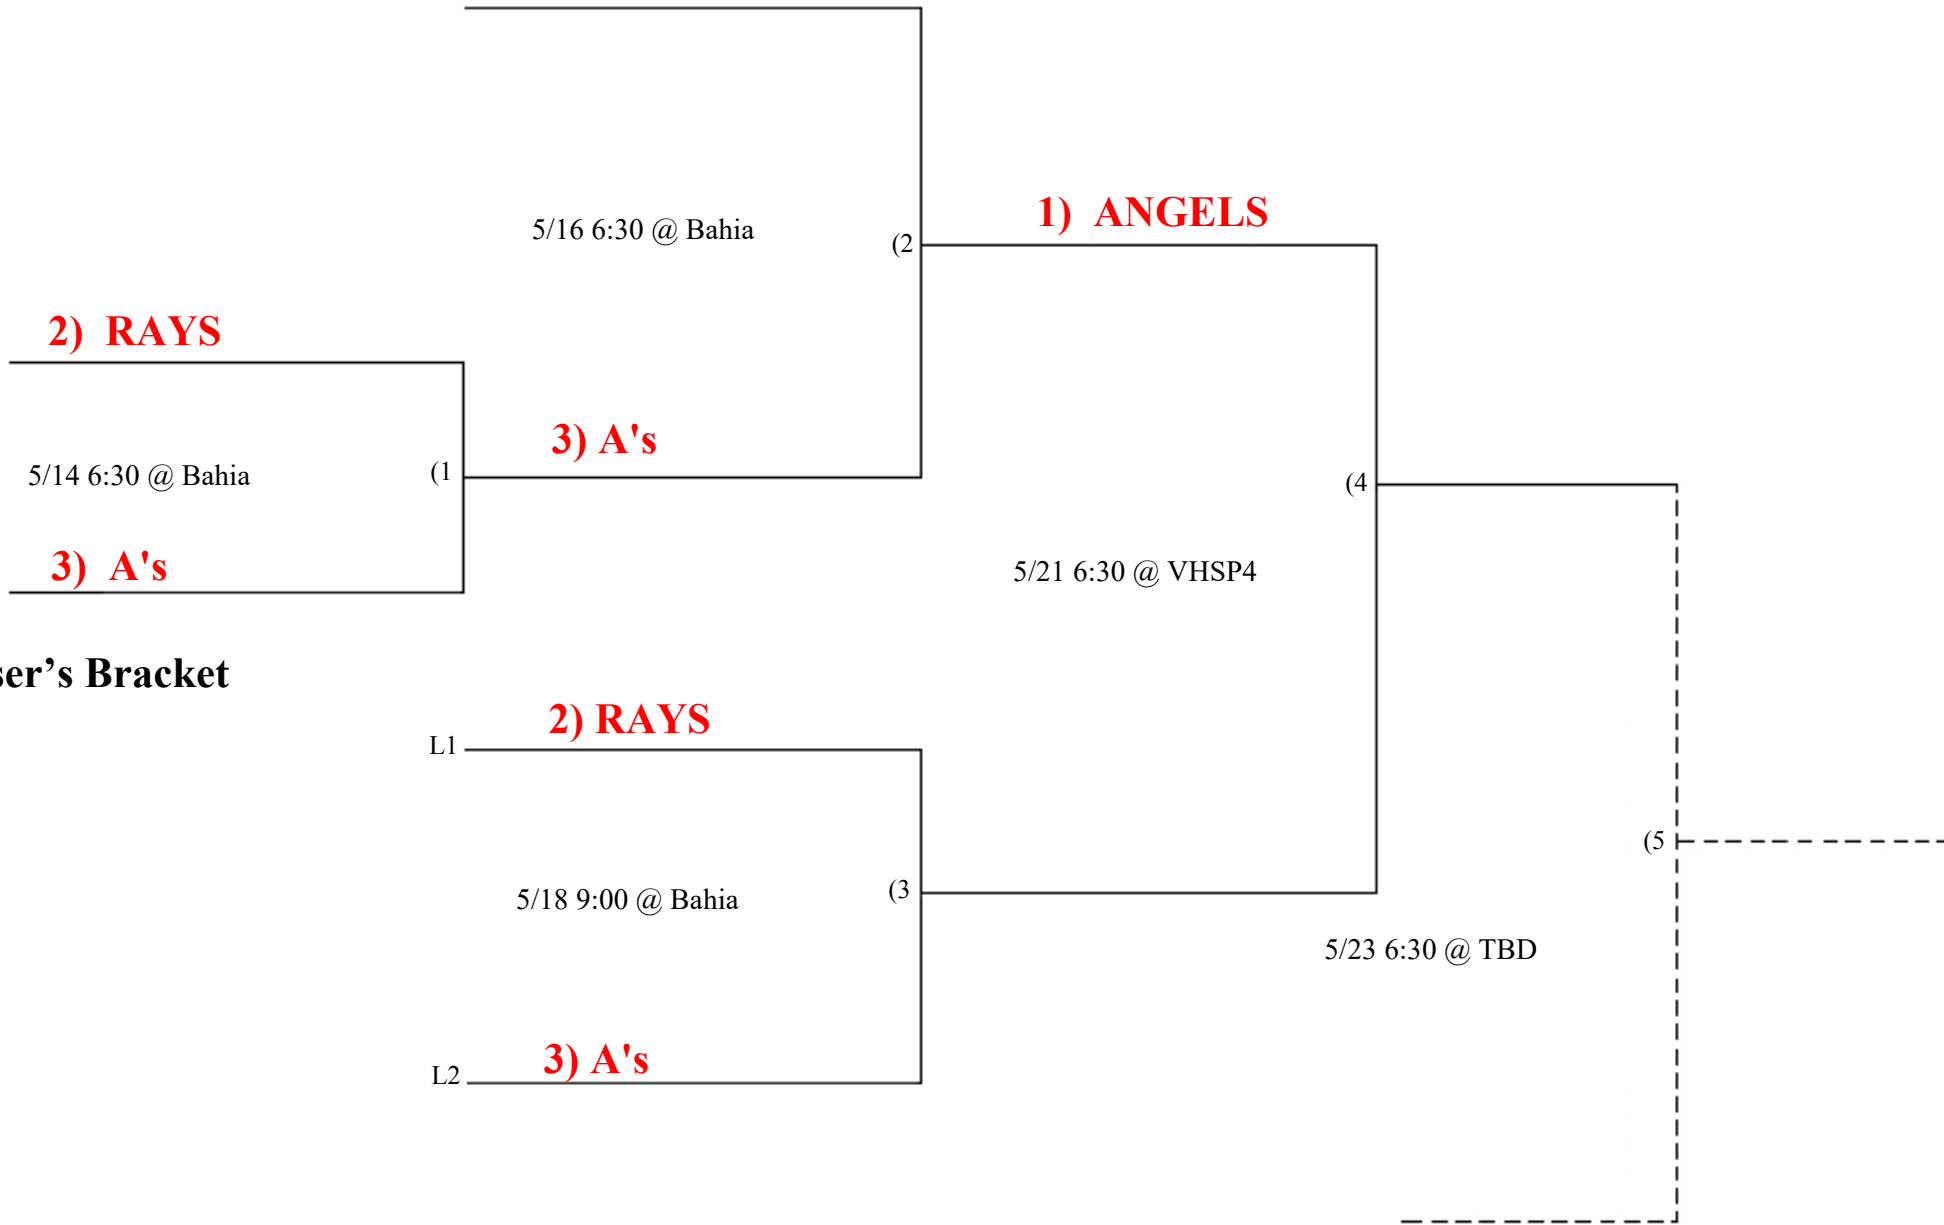 5/16 6:30 @ Bahia
(2
1) ANGELS
2) RAYS
3) A's
5/14 6:30 @ Bahia
(1
(4
3) A's
5/21 6:30 @ VHSP4
ser’s Bracket
2) RAYS
L1
(5
5/18 9:00 @ Bahia
(3
5/23 6:30 @ TBD
3) A's
L2